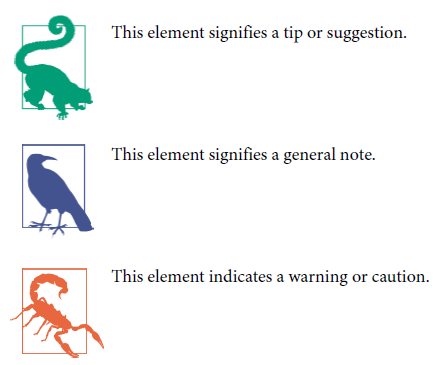 This element signifies a tip or suggestion.
This element signifies a general note.
This element indicates a warning or caution.